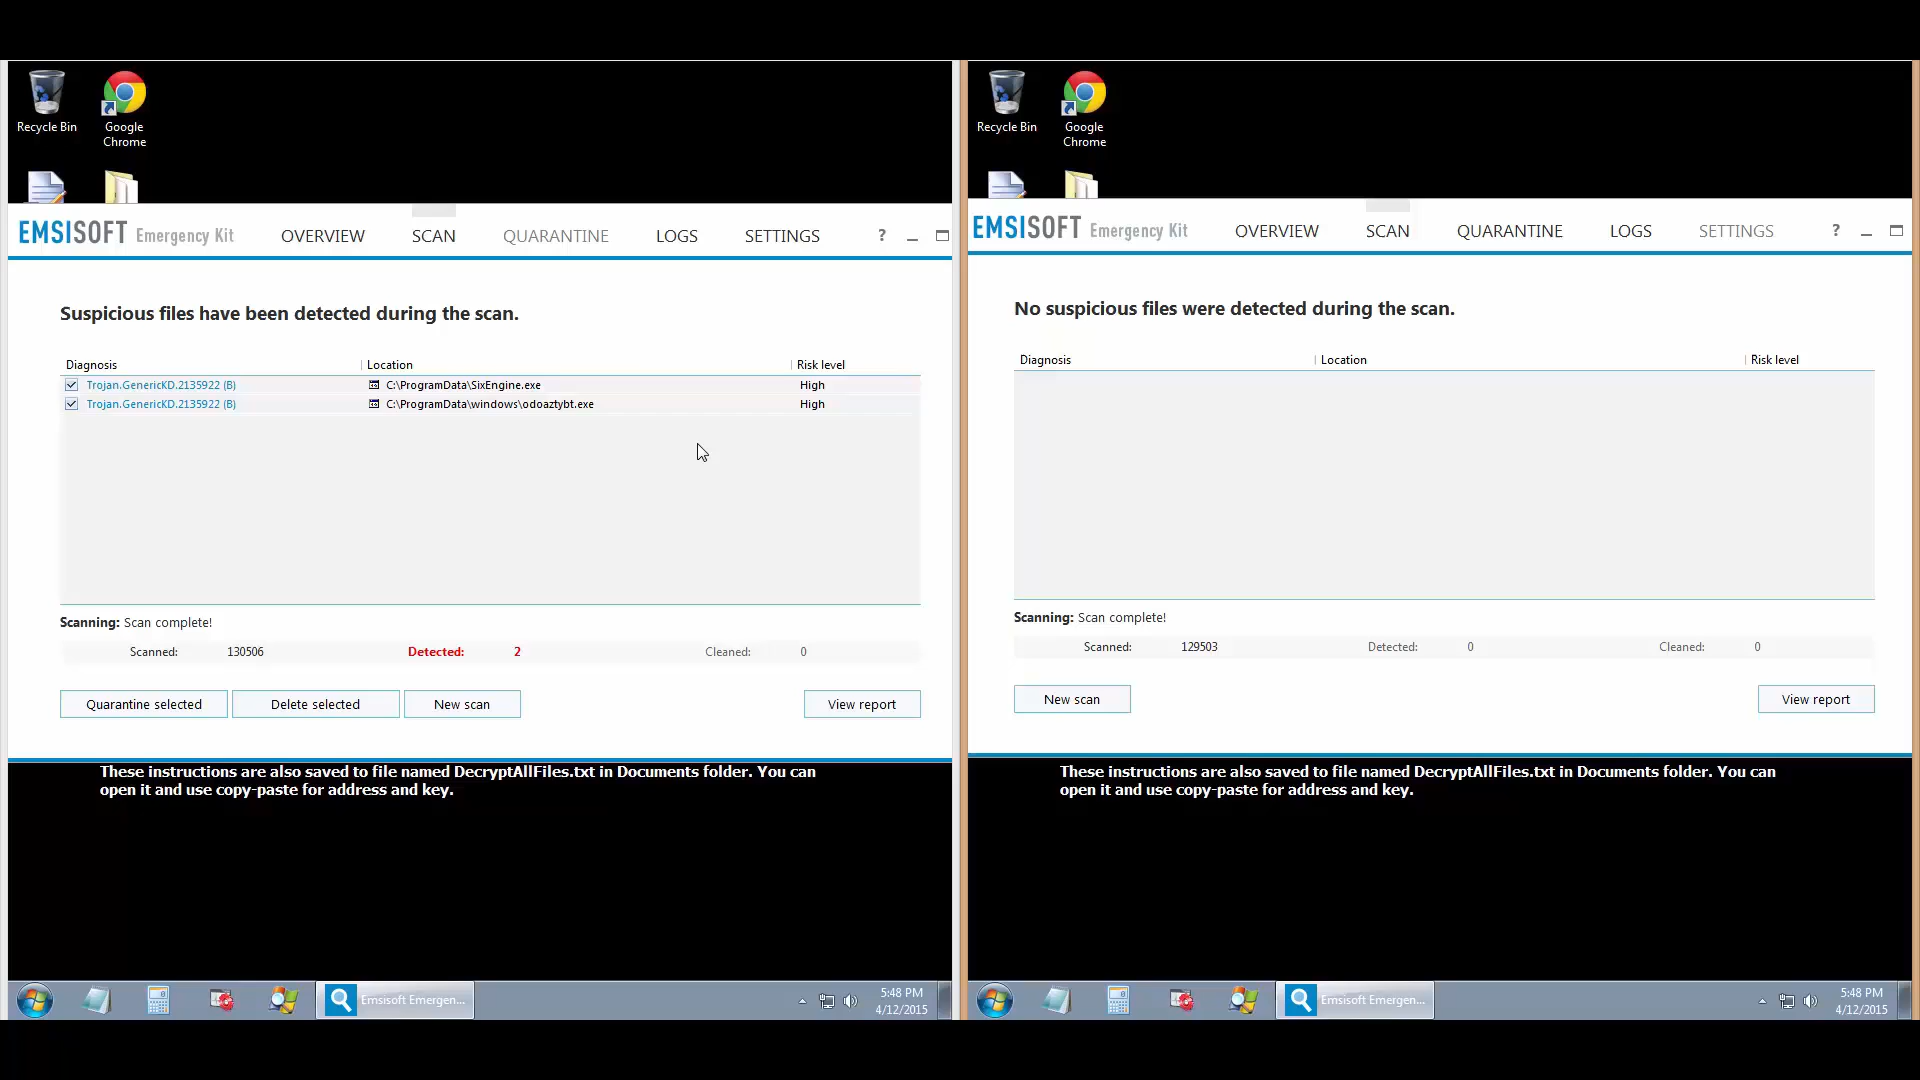 Recycle Bin
Google
Chrome
EMSISOFT Emergency Kit
OVERVIEW
SCAN
QUARANTINE
LOGS
SETTINGS
?
Suspicious files have been detected during the scan.
Diagnosis
Location
Risk level
Trojan.GenericKD.2135922 (B)
C:\ProgramData\SixEngine.exe
High
Trojan.GenericKD.2135922 (B)
C:\ProgramData\windows\odoaztybt.exe
High
Scanning: Scan complete!
Scanned: 130506
Detected: 2
Cleaned: 0
Quarantine selected
Delete selected
New scan
View report
These instructions are also saved to file named DecryptAllFiles.txt in Documents folder. You can
open it and use copy-paste for address and key.
Emsisoft Emergen...
5:48 PM
4/12/2015
Recycle Bin
Google
Chrome
EMSISOFT Emergency Kit
OVERVIEW
SCAN
QUARANTINE
LOGS
SETTINGS
?
No suspicious files were detected during the scan.
Diagnosis
Location
Risk level
Scanning: Scan complete!
Scanned: 129503
Detected: 0
Cleaned: 0
New scan
View report
These instructions are also saved to file named DecryptAllFiles.txt in Documents folder. You can
open it and use copy-paste for address and key.
Emsisoft Emergen...
5:48 PM
4/12/2015